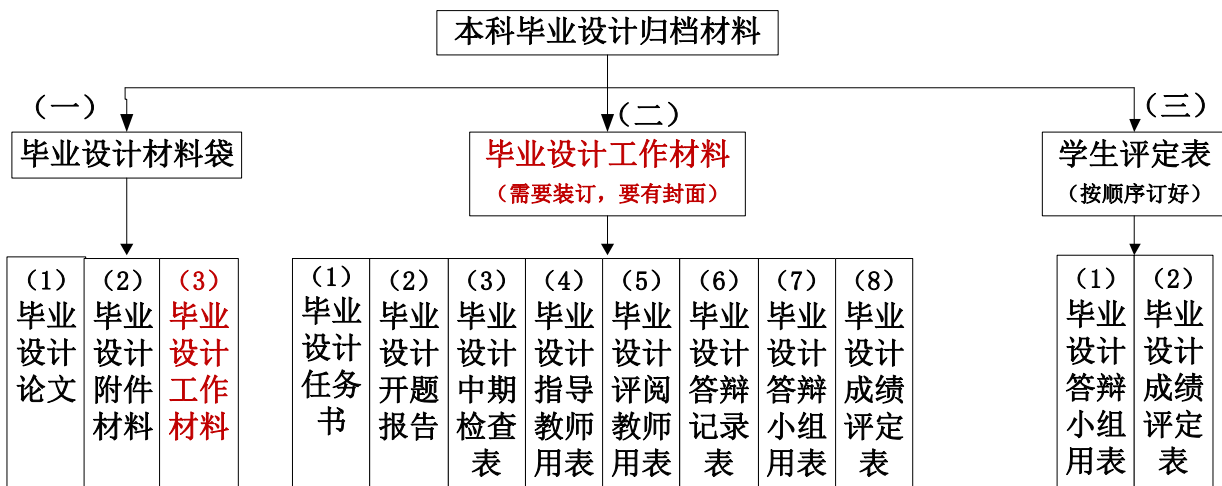 本科毕业设计归档材料
（一）
毕业设计材料袋
（二）
毕业设计工作材料
（需要装订，要有封面）
（三）
学生评定表
（按顺序订好）
（1）
毕业
设计
论文
（2）
毕业
设计
附件
材料
（3）
毕业
设计
工作
材料
（1）
毕业
设计
任务
书
（2）
毕业
设计
开题
报告
（3）
毕业
设计
中期
检查
表
（4）
毕业
设计
指导
教师
用表
（5）
毕业
设计
评阅
教师
用表
（6）
毕业
设计
答辩
记录
表
（7）
毕业
设计
答辩
小组
用表
（8）
毕业
设计
成绩
评定
表
（1）
毕业
设计
答辩
小组
用表
（2）
毕业
设计
成绩
评定
表